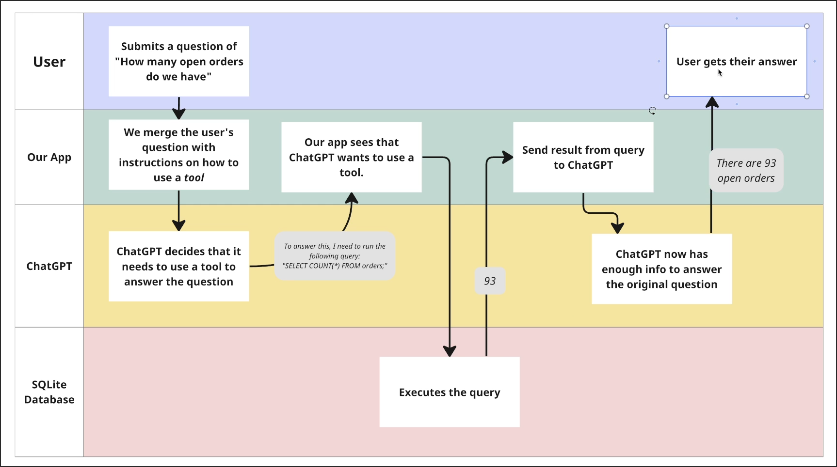 User
Submits a question of
"How many open orders
do we have"
User gets their answer
Our App
We merge the user's
question with
instructions on how to
use a tool
Our app sees that
ChatGPT wants to use a
tool.
Send result from query
to ChatGPT
There are 93
open orders
ChatGPT
ChatGPT decides that it
needs to use a tool to
answer the question
To answer this, I need to run the
following query:
"SELECT COUNT(*) FROM orders;"
93
ChatGPT now has
enough info to answer
the original question
SQLite
Database
Executes the query